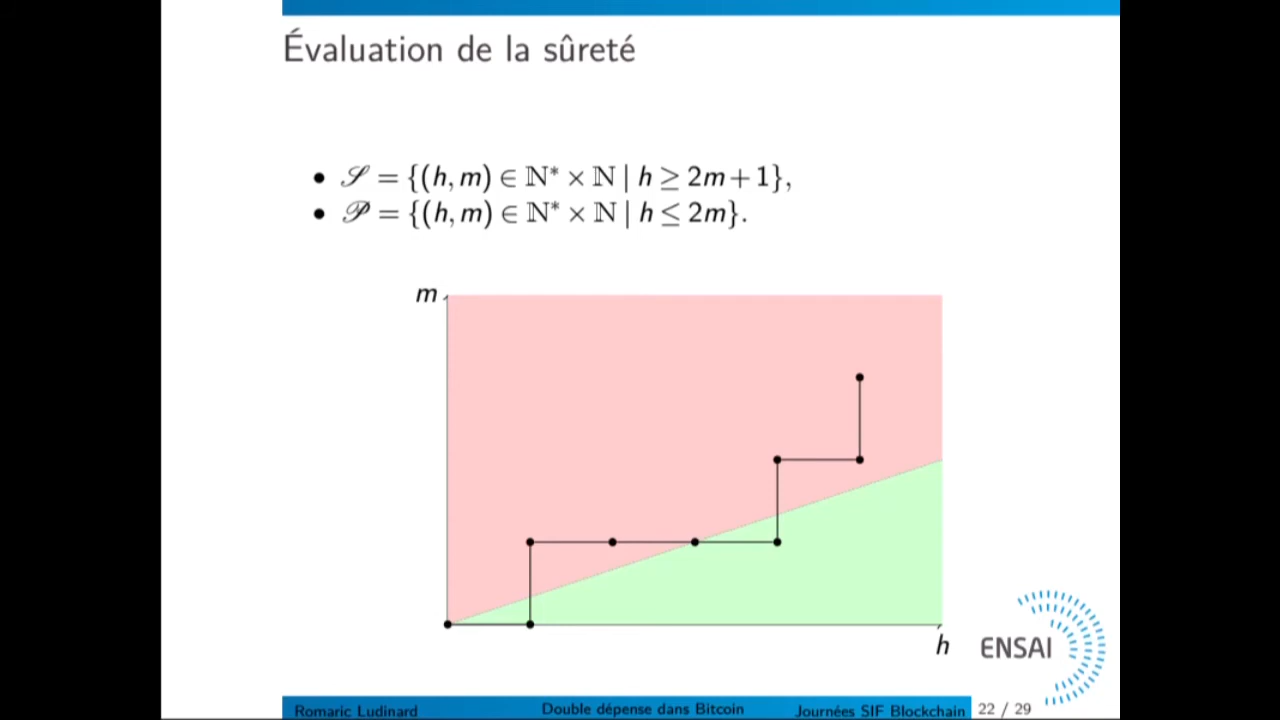 Évaluation de la sûreté
• 𝒮 = {(h, m) ∈ ℕ* × ℕ | h ≥ 2m + 1},
• 𝒫 = {(h, m) ∈ ℕ* × ℕ | h ≤ 2m}.
m
h
ENSAI
Romaric Ludinard Double dépense dans Bitcoin Journées SIF Blockchain 22 / 29